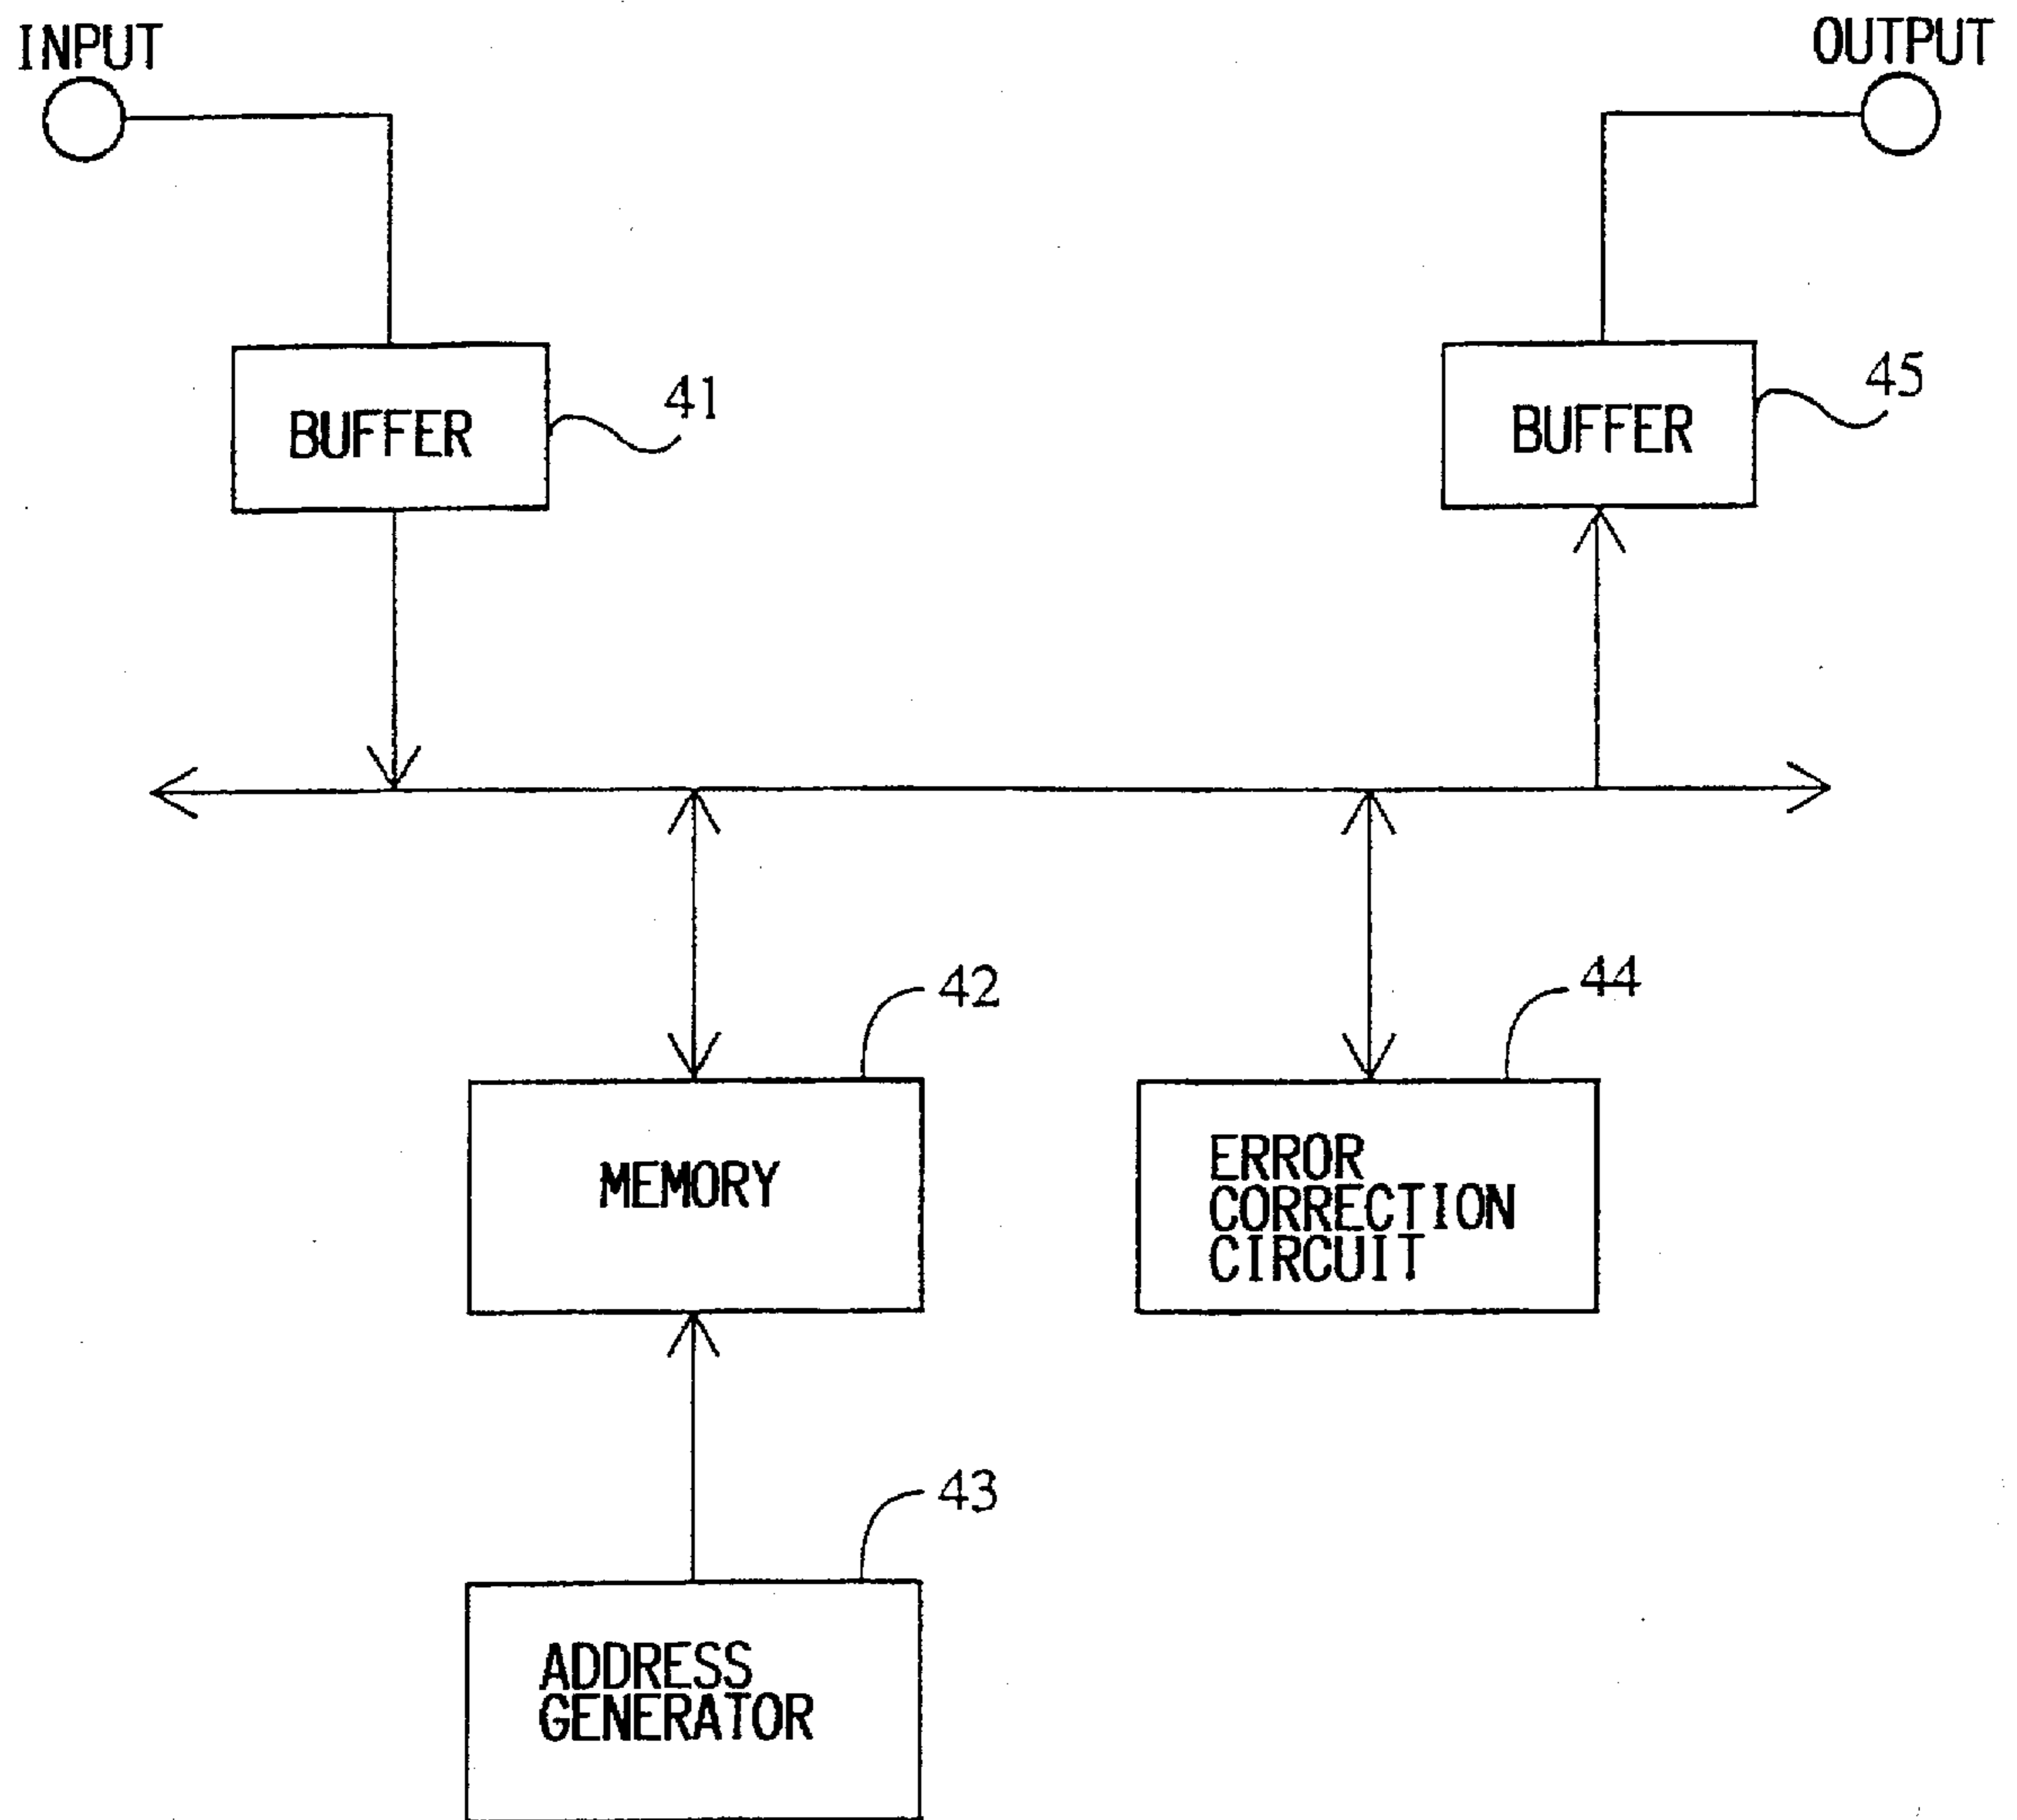 INPUT
OUTPUT
BUFFER
41
BUFFER
45
MEMORY
42
ERROR
CORRECTION
CIRCUIT
44
ADDRESS
GENERATOR
43